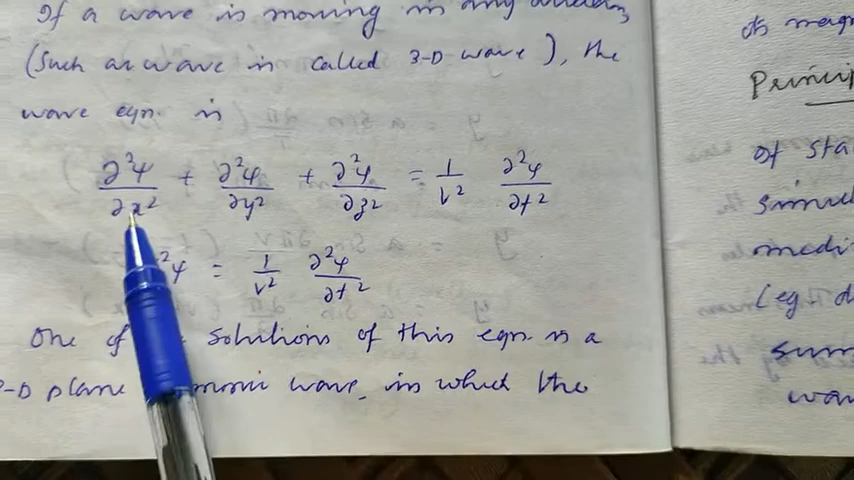 If a wave is moving in any
(such a wave is called 3-D wave), the
wave eqn. is
∂²ψ/∂x² + ∂²ψ/∂y² + ∂²ψ/∂z² = 1/v² ∂²ψ/∂t²
²ψ = 1/v² ∂²ψ/∂t²
One of solutions of this eqn. is a
-D plane wave, in which the
its
Princip
of sta
simul
medi
(eg
sum
wav